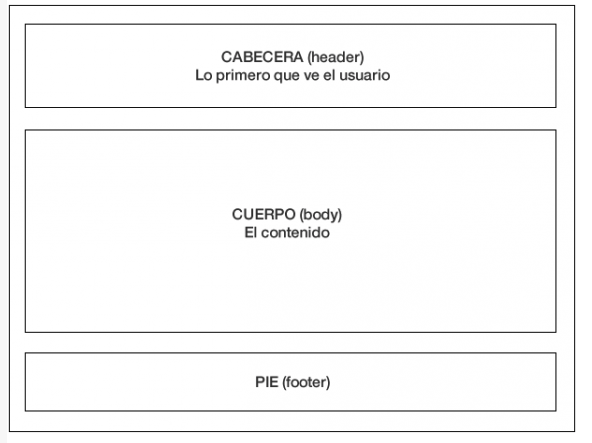 CABECERA (header)
Lo primero que ve el usuario
CUERPO (body)
El contenido
PIE (footer)